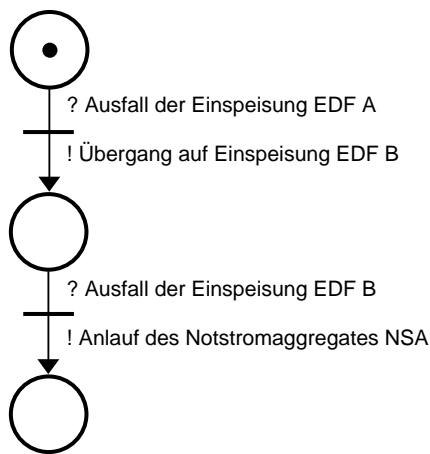 ? Ausfall der Einspeisung EDF A
! Übergang auf Einspeisung EDF B
? Ausfall der Einspeisung EDF B
! Anlauf des Notstromaggregates NSA